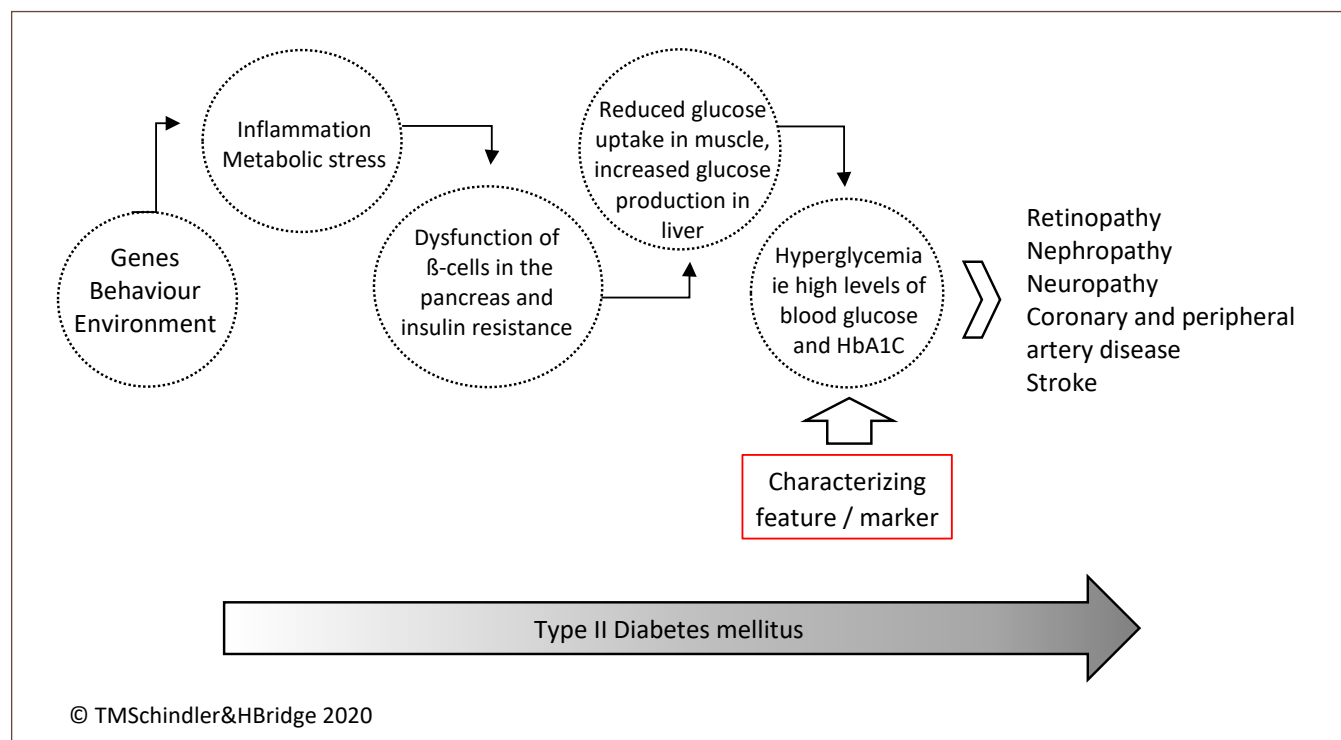 Genes
Behaviour
Environment
Inflammation
Metabolic stress
Dysfunction of
ß-cells in the
pancreas and
insulin resistance
Reduced glucose
uptake in muscle,
increased glucose
production in
liver
Hyperglycemia
ie high levels of
blood glucose
and HbA1C
Retinopathy
Nephropathy
Neuropathy
Coronary and peripheral
artery disease
Stroke
Characterizing
feature / marker
Type II Diabetes mellitus
© TMSchindler&HBridge 2020